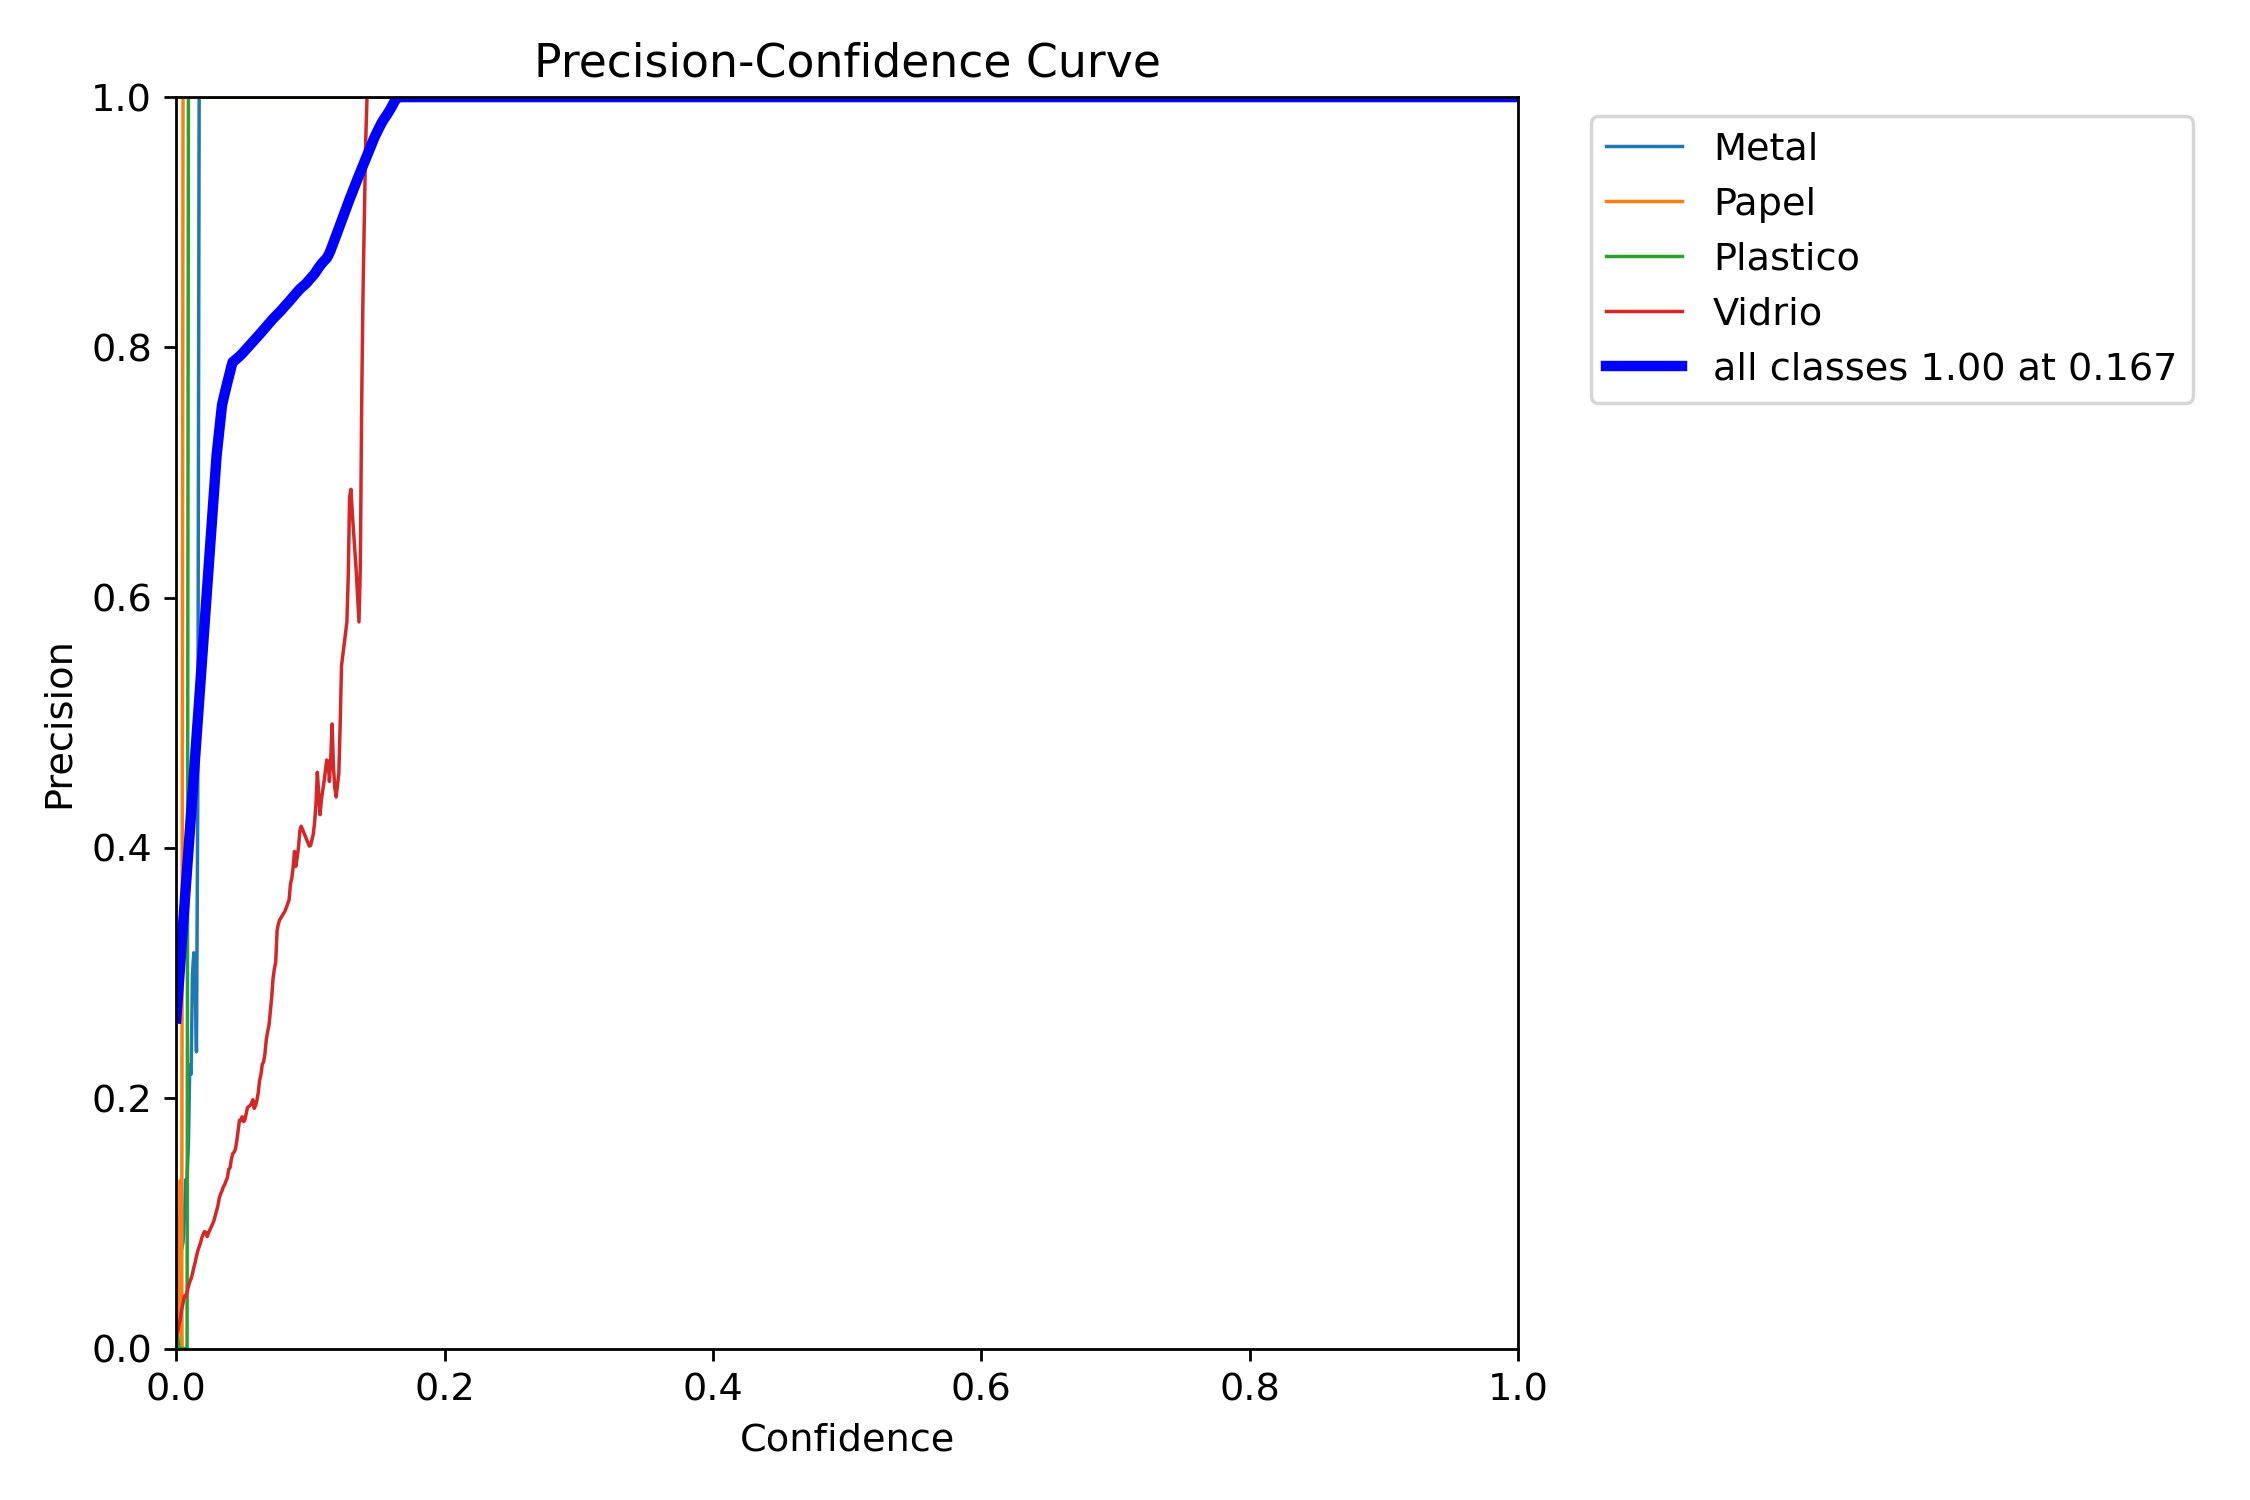 Precision-Confidence Curve
1.0
0.8
0.6
0.4
0.2
0.0
Precision
0.0 0.2 0.4 0.6 0.8 1.0
Confidence
Metal
Papel
Plastico
Vidrio
all classes 1.00 at 0.167